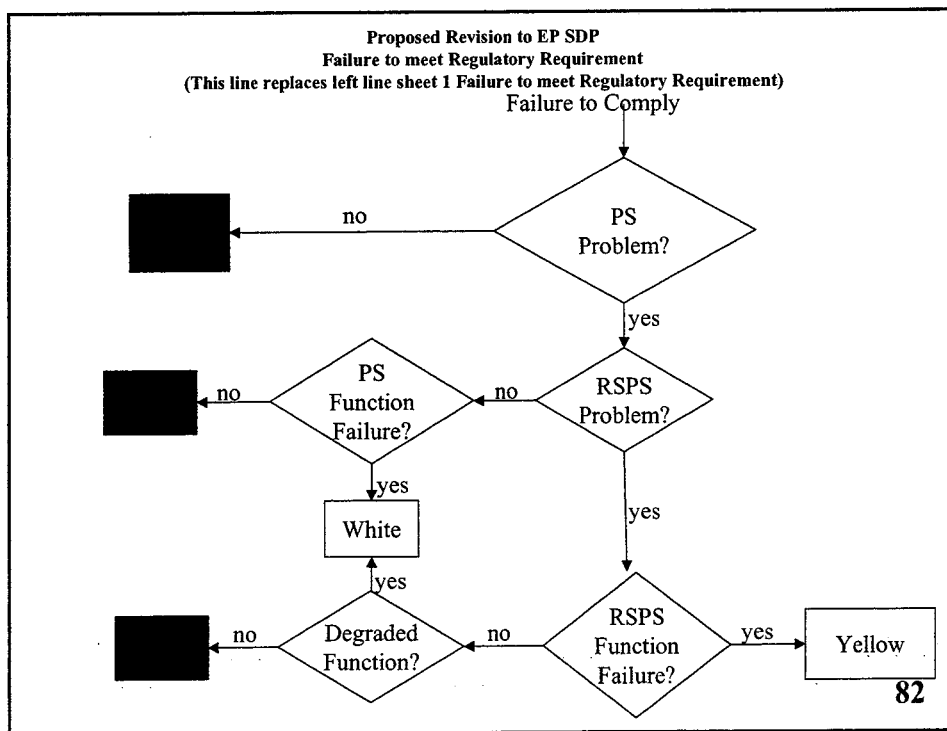 Proposed Revision to EP SDP
Failure to meet Regulatory Requirement
(This line replaces left line sheet 1 Failure to meet Regulatory Requirement)
Failure to Comply
no
PS
Problem?
yes
no
PS
Function
Failure?
no
RSPS
Problem?
yes
yes
White
yes
no
Degraded
Function?
no
RSPS
Function
Failure?
yes
Yellow
82